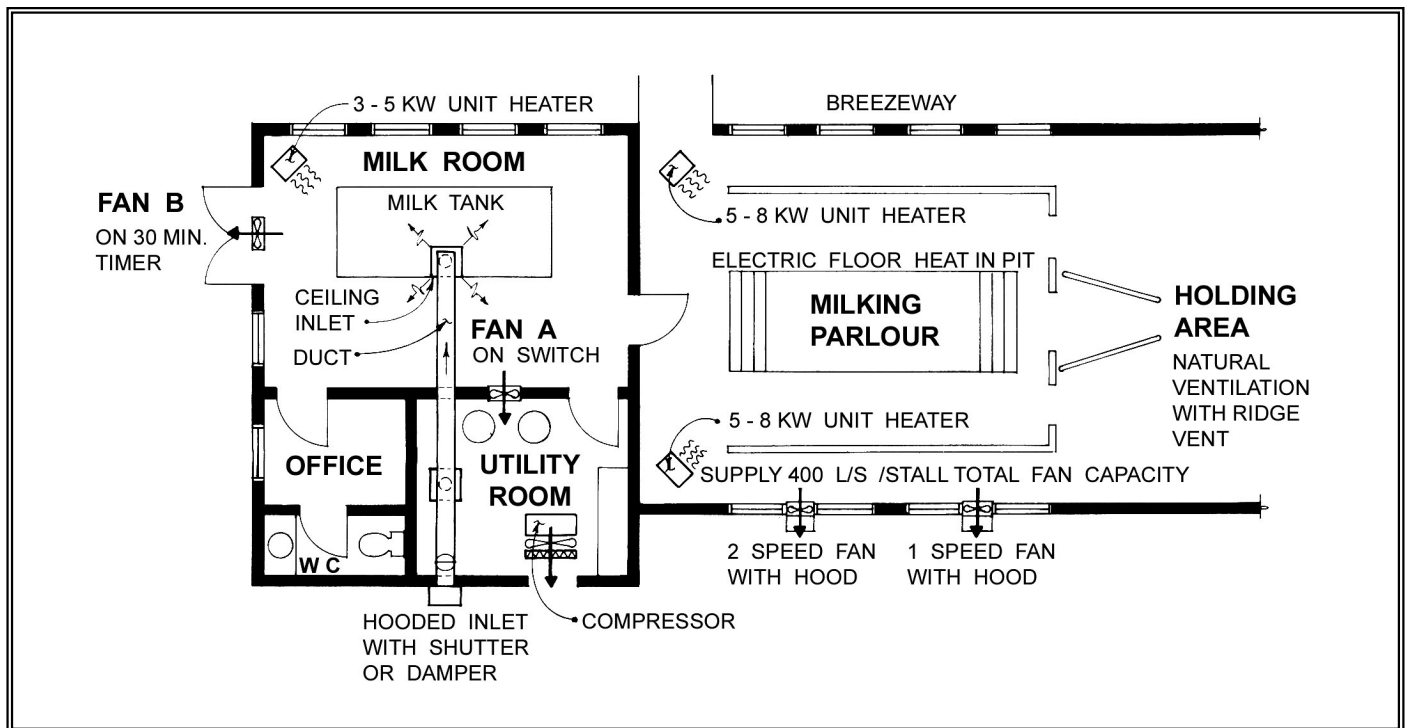 3 - 5 KW UNIT HEATER
BREEZEWAY
MILK ROOM
FAN B
ON 30 MIN.
TIMER
MILK TANK
5 - 8 KW UNIT HEATER
ELECTRIC FLOOR HEAT IN PIT
CEILING
INLET
DUCT
FAN A
ON SWITCH
MILKING
PARLOUR
HOLDING
AREA
NATURAL
VENTILATION
WITH RIDGE
VENT
5 - 8 KW UNIT HEATER
OFFICE
UTILITY
ROOM
SUPPLY 400 L/S /STALL TOTAL FAN CAPACITY
W C
2 SPEED FAN
WITH HOOD
1 SPEED FAN
WITH HOOD
HOODED INLET
WITH SHUTTER
OR DAMPER
COMPRESSOR